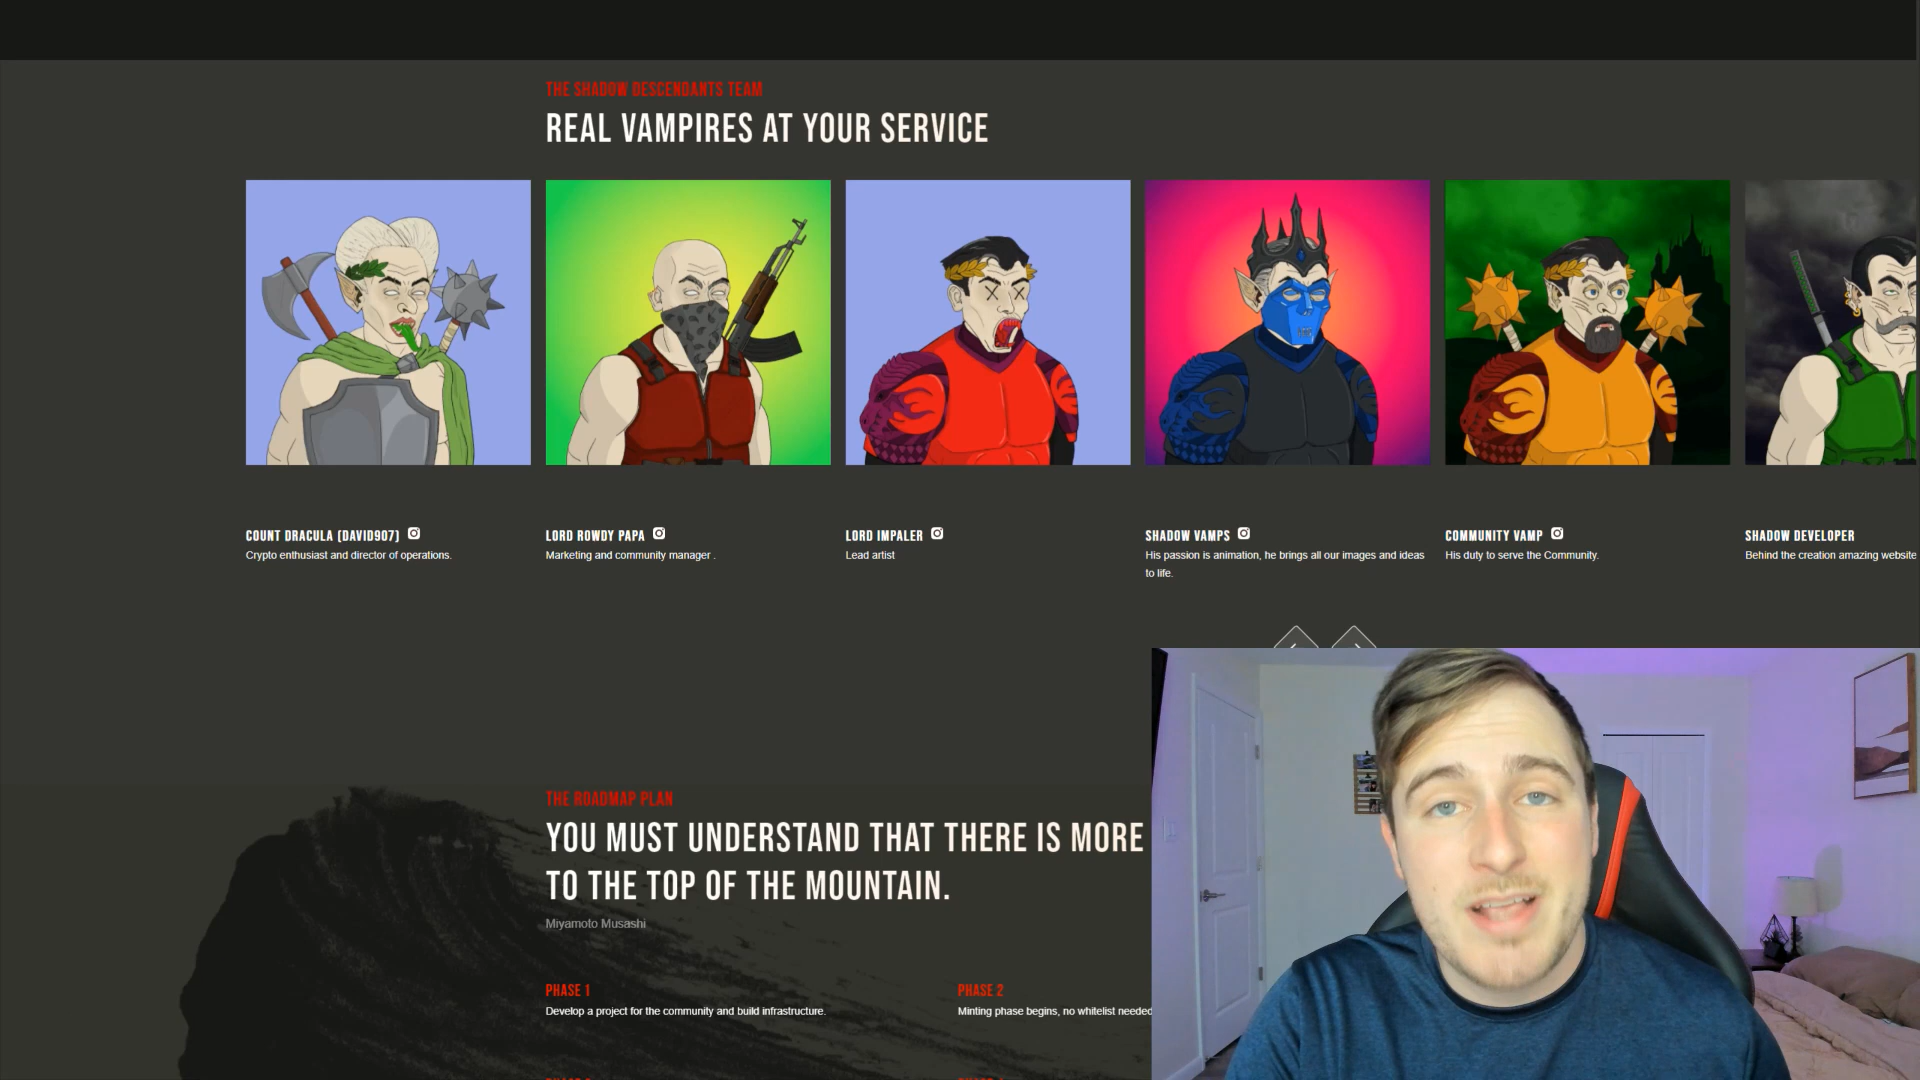 THE SHADOW DESCENDANTS TEAM
REAL VAMPIRES AT YOUR SERVICE
COUNT DRACULA (DAVID907)
Crypto enthusiast and director of operations.
LORD ROWDY PAPA
Marketing and community manager .
LORD IMPALER
Lead artist
SHADOW VAMPS
His passion is animation, he brings all our images and ideas
to life.
COMMUNITY VAMP
His duty to serve the Community.
SHADOW DEVELOPER
Behind the creation amazing website
THE ROADMAP PLAN
YOU MUST UNDERSTAND THAT THERE IS MORE
TO THE TOP OF THE MOUNTAIN.
Miyamoto Musashi
PHASE 1
Develop a project for the community and build infrastructure.
PHASE 2
Minting phase begins, no whitelist needed